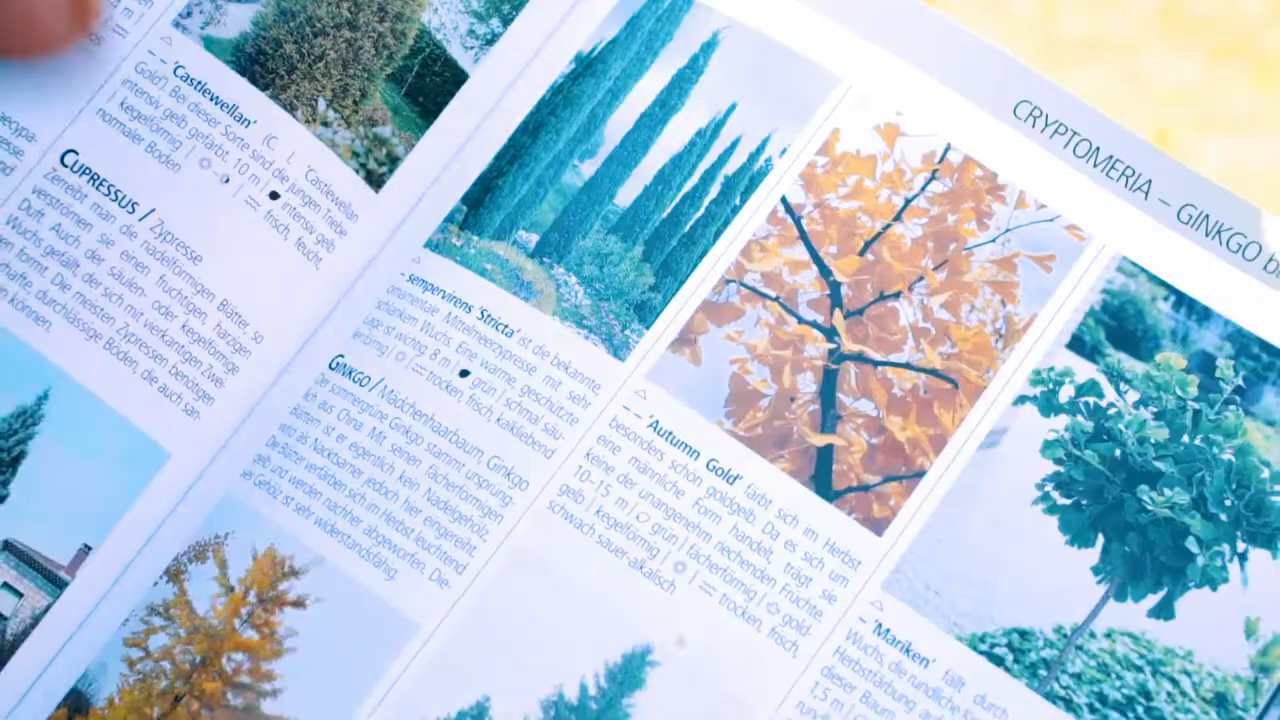 CRYPTOMERIA – GINKGO b
– – 'Castlewellan' (C. l. 'Castlewellan
Gold'). Bei dieser Sorte sind die jungen Triebe
intensiv gelb gefärbt. 10 m | intensiv gelb
| kegelförmig | frisch, feucht,
normaler Boden
CUPRESSUS / Zypresse
Zerreibt man die nadelförmigen Blätter, so
verströmen sie einen fruchtigen, harzigen
Duft. Auch der säulen- oder kegelförmige
Wuchs gefällt, der sich mit vierkantigen Zwei-
formt. Die meisten Zypressen benötigen
hafte, durchlässige Böden, die auch san-
können.
– sempervirens 'Stricta' ist die bekannte
ornamentale Mittelmeerzypresse mit sehr
schlanken Wuchs. Eine warme, geschützte
Lage ist wichtig. 8 m | grün | schmal säu-
lenförmig | trocken, frisch, kalkliebend
GINKGO / Mädchenhaarbaum, Ginkgo
Der sommergrüne Ginkgo stammt ursprüng-
lich aus China. Mit seinen fächerförmigen
Blättern ist er eigentlich kein Nadelgehölz,
wird als Nacktsamer jedoch hier eingereiht.
Die Blätter verfärben sich im Herbst leuchtend
gelb und werden nachher abgeworfen. Die-
se Gehölz ist sehr widerstandsfähig.
– – 'Autumn Gold' färbt sich im Herbst
besonders schön goldgelb. Da es sich um
eine männliche Form handelt, trägt sie
keine der unangenehm riechenden Früchte.
10–15 m | grün | fächerförmig | gold-
gelb | kegelförmig | trocken, frisch,
schwach sauer-alkalisch
– 'Mariken' fällt durch
Wuchs, die rundliche
Herbstfärbung auf
dieser Baum
1,5 m |